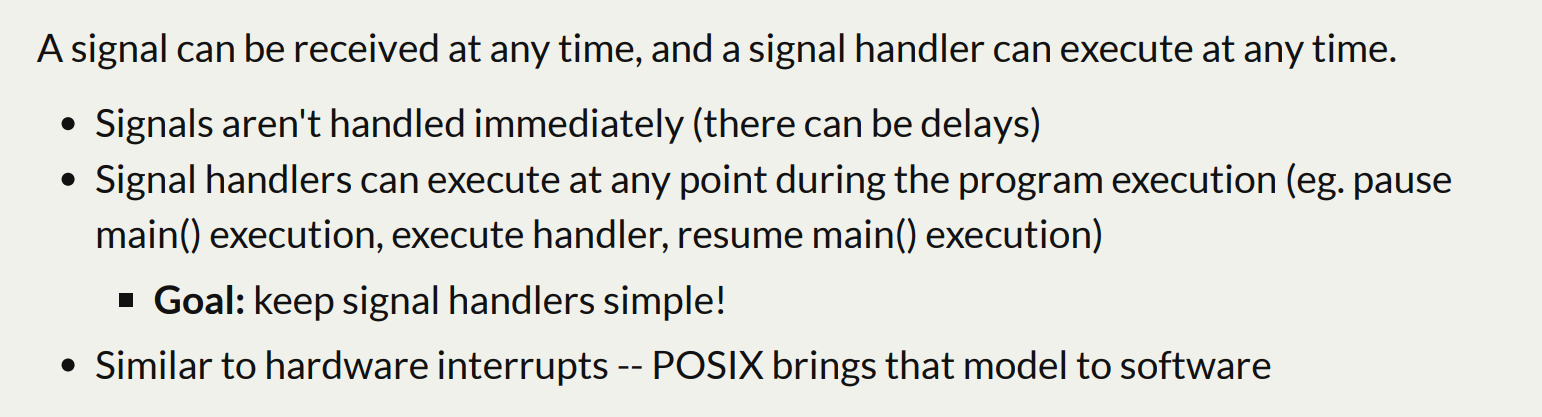 A signal can be received at any time, and a signal handler can execute at any time.
• Signals aren't handled immediately (there can be delays)
• Signal handlers can execute at any point during the program execution (eg. pause
main() execution, execute handler, resume main() execution)
▪ Goal: keep signal handlers simple!
• Similar to hardware interrupts -- POSIX brings that model to software